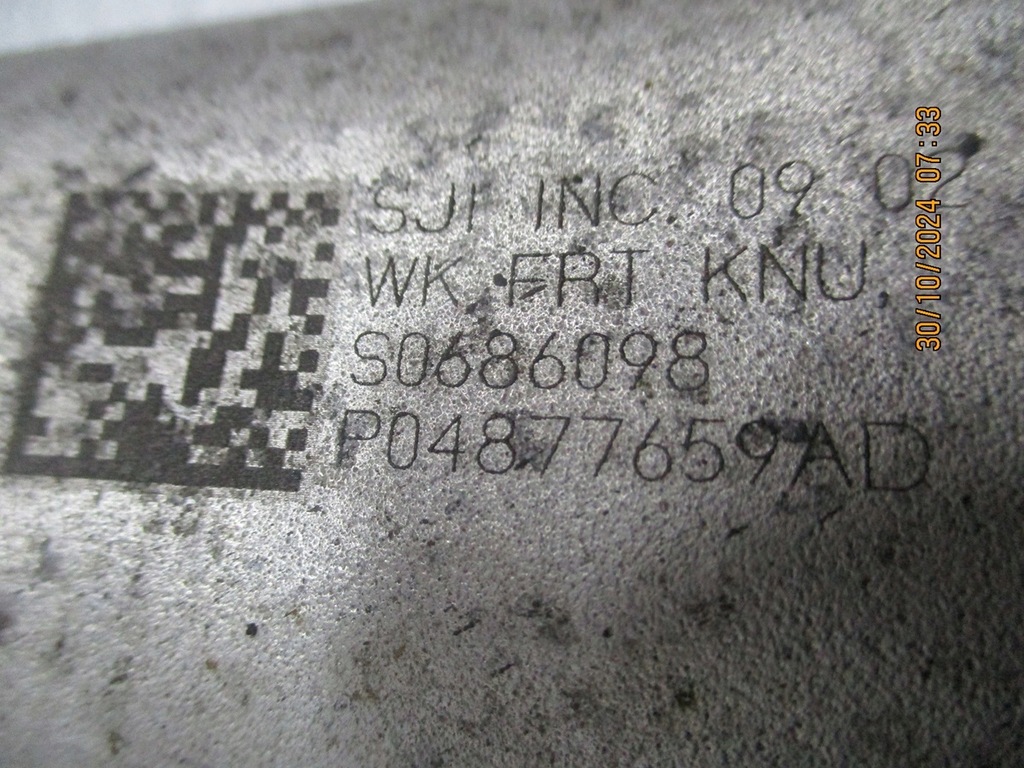 SJI INC. 09 02
WK FRT KNU,
S0686098
P04877659AD
30/10/2024 07:33